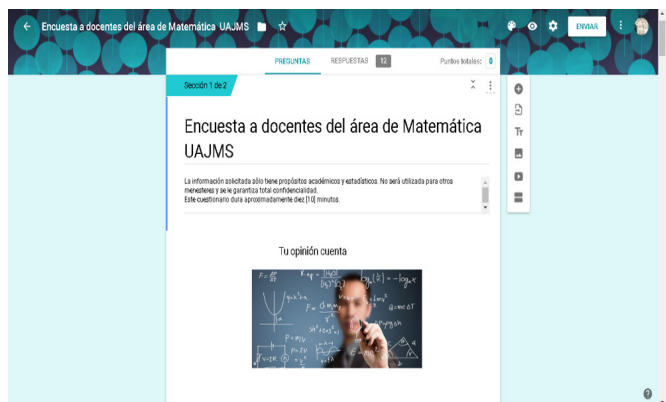 Encuesta a docentes del área de Matemática UAJMS
ENVIAR
PREGUNTAS RESPUESTAS 12 Puntos totales: 0
Sección 1 de 2
Encuesta a docentes del área de Matemática
UAJMS
La información solicitada sólo tiene propósitos académicos y estadísticos. No será utilizada para otros
menesteres y se le garantiza total confidencialidad.
Este cuestionario dura aproximadamente diez [10] minutos.
Tu opinión cuenta
Q=mcΔT
P=m/V